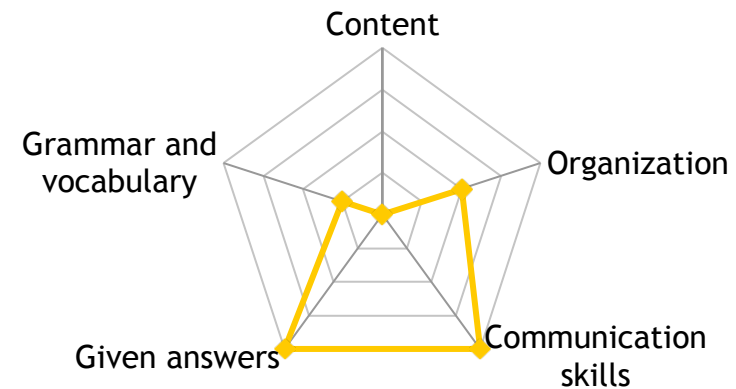 Content
Grammar and
vocabulary
Organization
Given answers
Communication
skills